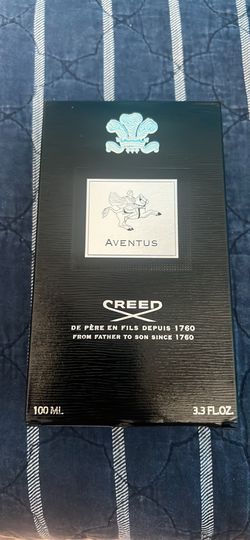 AVENTUS
CREED
DE PÈRE EN FILS DEPUIS 1760
FROM FATHER TO SON SINCE 1760
100 ML 3.3 FL.OZ.